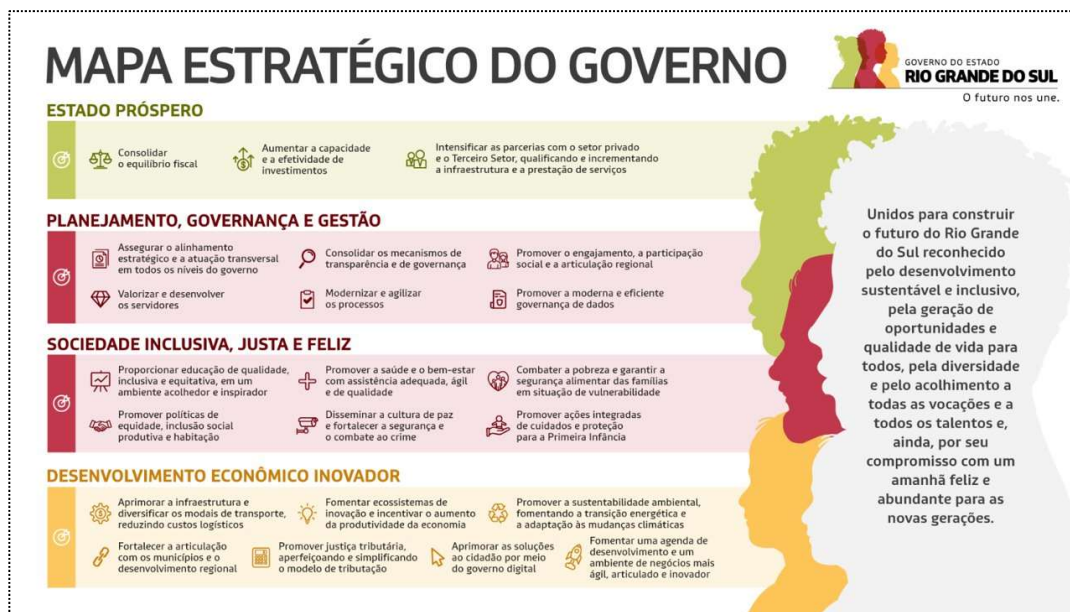 MAPA ESTRATÉGICO DO GOVERNO
GOVERNO DO ESTADO
RIO GRANDE DO SUL
O futuro nos une.
ESTADO PRÓSPERO
Consolidar
o equilíbrio fiscal
Aumentar a capacidade
e a efetividade de
investimentos
Intensificar as parcerias com o setor privado
e o Terceiro Setor, qualificando e incrementando
a infraestrutura e a prestação de serviços
PLANEJAMENTO, GOVERNANÇA E GESTÃO
Assegurar o alinhamento
estratégico e a atuação transversal
em todos os níveis do governo
Consolidar os mecanismos de
transparência e de governança
Promover o engajamento, a participação
social e a articulação regional
Valorizar e desenvolver
os servidores
Modernizar e agilizar
os processos
Promover a moderna e eficiente
governança de dados
SOCIEDADE INCLUSIVA, JUSTA E FELIZ
Proporcionar educação de qualidade,
inclusiva e equitativa, em um
ambiente acolhedor e inspirador
Promover a saúde e o bem-estar
com assistência adequada, ágil
e de qualidade
Combater a pobreza e garantir a
segurança alimentar das famílias
em situação de vulnerabilidade
Promover políticas de
equidade, inclusão social
produtiva e habitação
Disseminar a cultura de paz
e fortalecer a segurança e
o combate ao crime
Promover ações integradas
de cuidados e proteção
para a Primeira Infância
DESENVOLVIMENTO ECONÔMICO INOVADOR
Aprimorar a infraestrutura e
diversificar os modais de transporte,
reduzindo custos logísticos
Fomentar ecossistemas de
inovação e incentivar o aumento
da produtividade da economia
Promover a sustentabilidade ambiental,
fomentando a transição energética e
a adaptação às mudanças climáticas
Fortalecer a articulação
com os municípios e o
desenvolvimento regional
Promover justiça tributária,
aperfeiçoando e simplificando
o modelo de tributação
Aprimorar as soluções
ao cidadão por meio
do governo digital
Fomentar uma agenda de
desenvolvimento e um
ambiente de negócios mais
ágil, articulado e inovador
Unidos para construir
o futuro do Rio Grande
do Sul reconhecido
pelo desenvolvimento
sustentável e inclusivo,
pela geração de
oportunidades e
qualidade de vida para
todos, pela diversidade
e pelo acolhimento a
todas as vocações e a
todos os talentos e,
ainda, por seu
compromisso com um
amanhã feliz e
abundante para as
novas gerações.